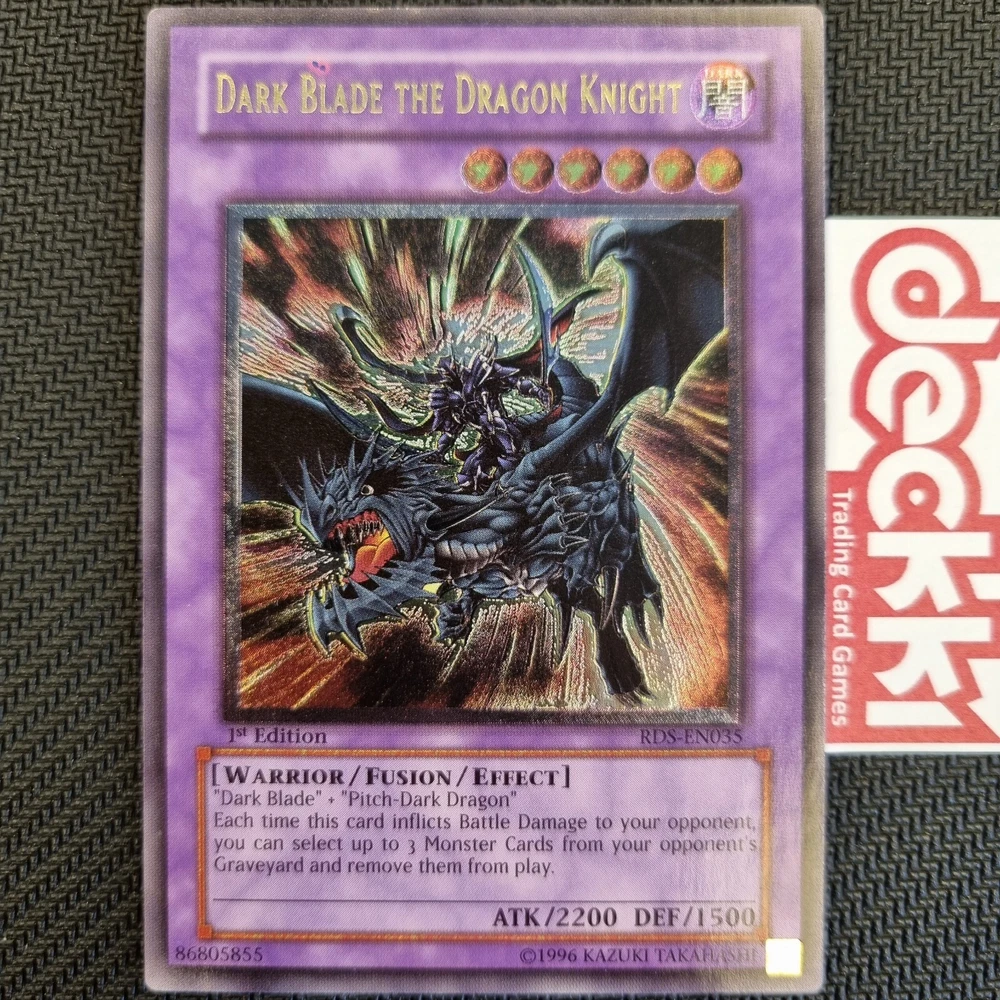 DARK BLADE THE DRAGON KNIGHT
DARK
闇
1st Edition
RDS-EN035
[WARRIOR/FUSION/EFFECT]
"Dark Blade" + "Pitch-Dark Dragon"
Each time this card inflicts Battle Damage to your opponent,
you can select up to 3 Monster Cards from your opponent's
Graveyard and remove them from play.
ATK/2200 DEF/1500
86805855
©1996 KAZUKI TAKAHASHI
deckki
Trading Card Games